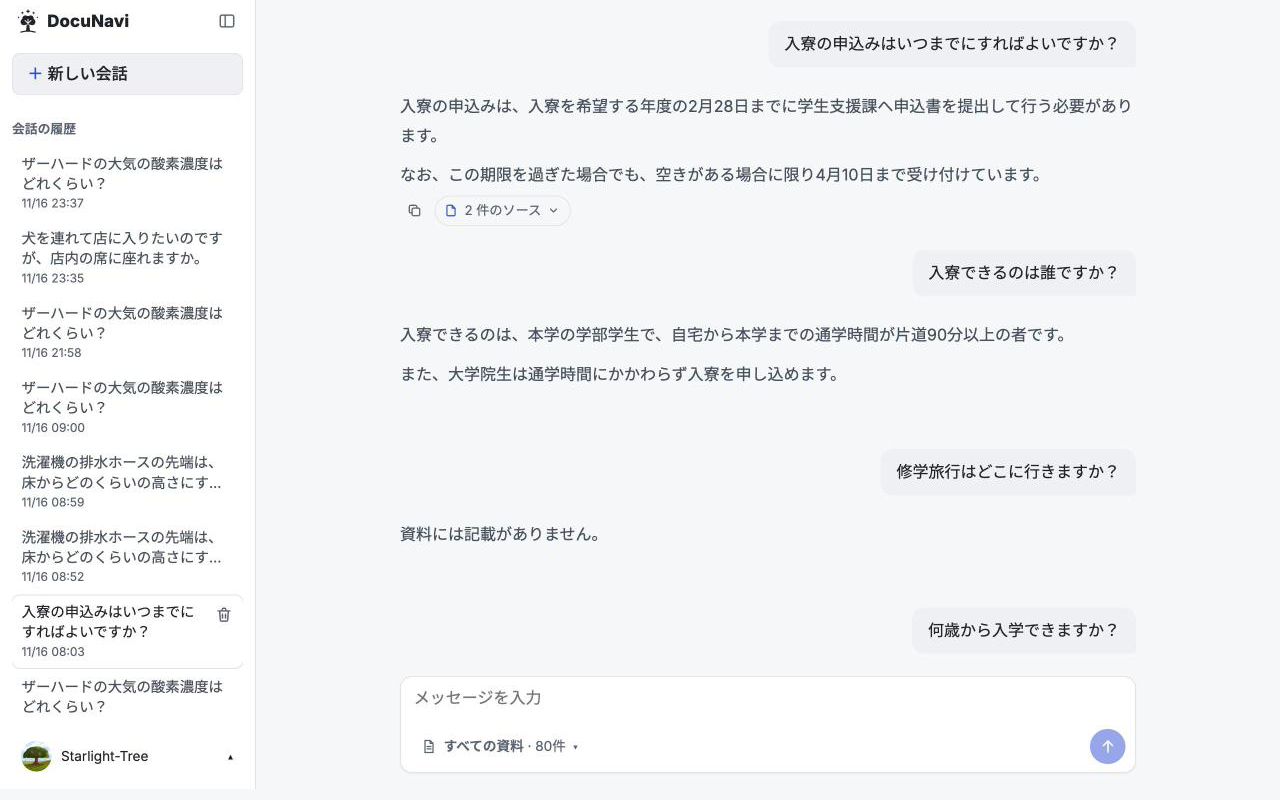 DocuNavi
新しい会話
会話の履歴
ザーハードの大気の酸素濃度は
どれくらい？
11/16 23:37
犬を連れて店に入りたいのです
が、店内の席に座れますか。
11/16 23:35
ザーハードの大気の酸素濃度は
どれくらい？
11/16 21:58
ザーハードの大気の酸素濃度は
どれくらい？
11/16 09:00
洗濯機の排水ホースの先端は、
床からどのくらいの高さにす...
11/16 08:59
洗濯機の排水ホースの先端は、
床からどのくらいの高さにす...
11/16 08:52
入寮の申込みはいつまでに
すればよいですか？
11/16 08:03
ザーハードの大気の酸素濃度は
どれくらい？
Starlight-Tree
入寮の申込みはいつまでにすればよいですか？
入寮の申込みは、入寮を希望する年度の2月28日までに学生支援課へ申込書を提出して行う必要があり
ます。
なお、この期限を過ぎた場合でも、空きがある場合に限り4月10日まで受け付けています。
2 件のソース
入寮できるのは誰ですか？
入寮できるのは、本学の学部学生で、自宅から本学までの通学時間が片道90分以上の者です。
また、大学院生は通学時間にかかわらず入寮を申し込めます。
修学旅行はどこに行きますか？
資料には記載がありません。
何歳から入学できますか？
メッセージを入力
すべての資料 · 80件